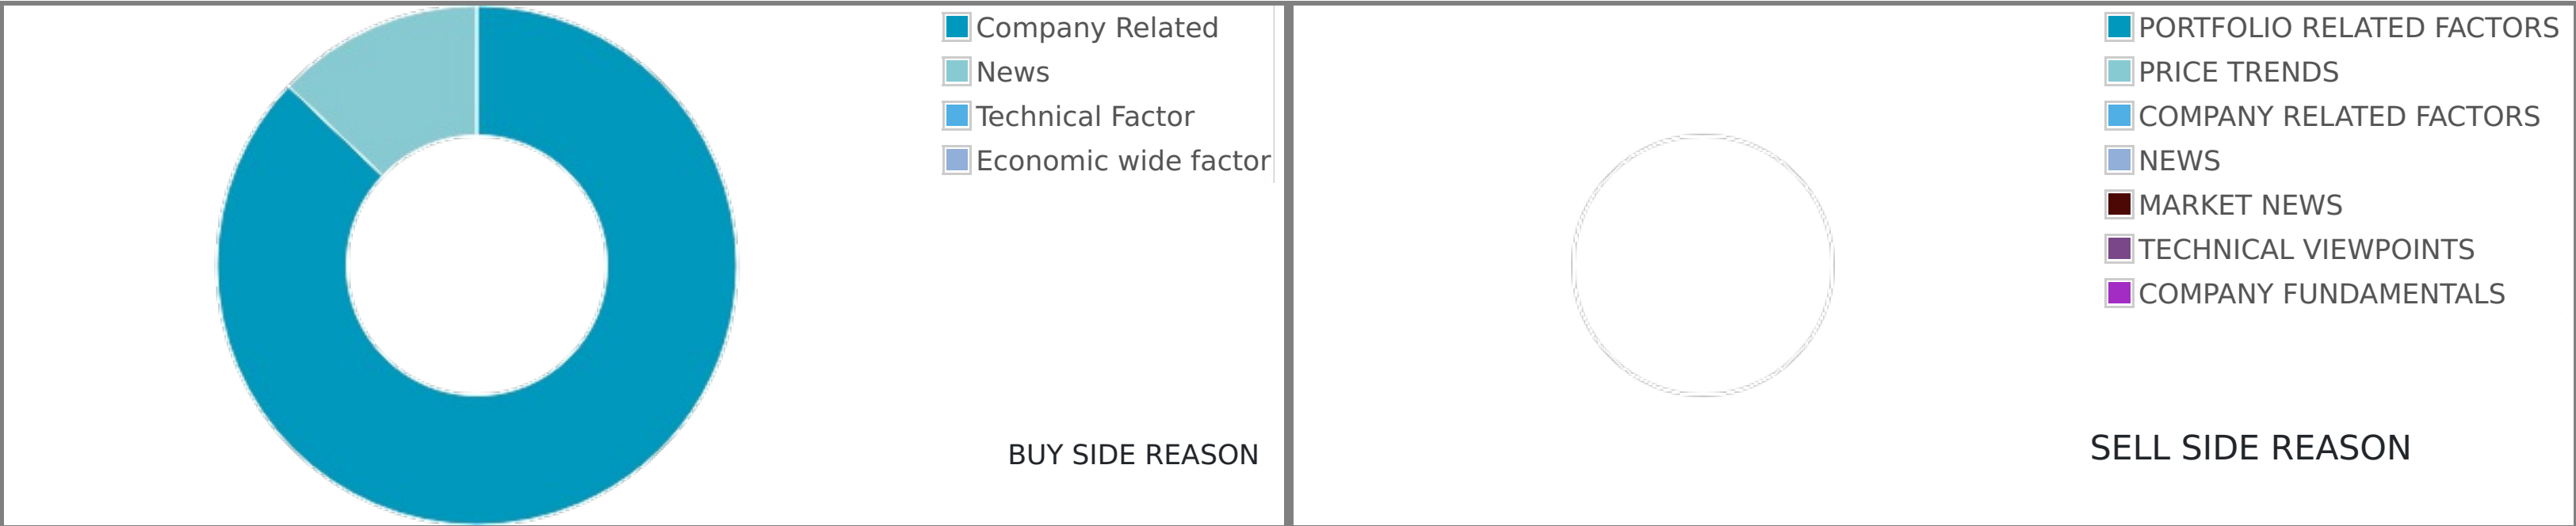 Company Related
News
Technical Factor
Economic wide factor
BUY SIDE REASON
PORTFOLIO RELATED FACTORS
PRICE TRENDS
COMPANY RELATED FACTORS
NEWS
MARKET NEWS
TECHNICAL VIEWPOINTS
COMPANY FUNDAMENTALS
SELL SIDE REASON